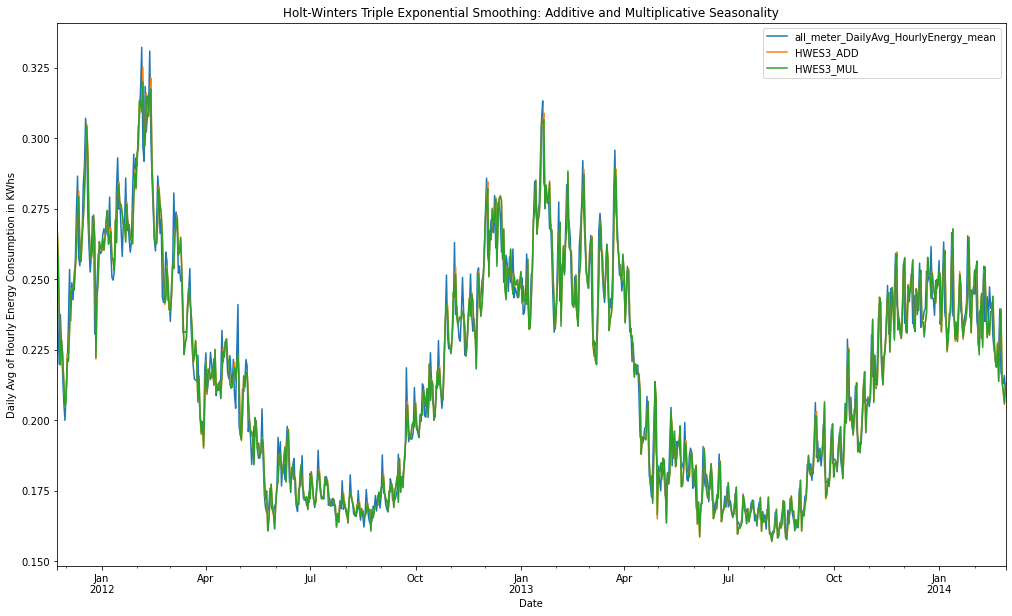 Holt-Winters Triple Exponential Smoothing: Additive and Multiplicative Seasonality
all_meter_DailyAvg_HourlyEnergy_mean
HWES3_ADD
HWES3_MUL
Daily Avg of Hourly Energy Consumption in KWhs
0.325
0.300
0.275
0.250
0.225
0.200
0.175
0.150
Jan Apr Jul Oct Jan Apr Jul Oct Jan
2012 2013 2014
Date